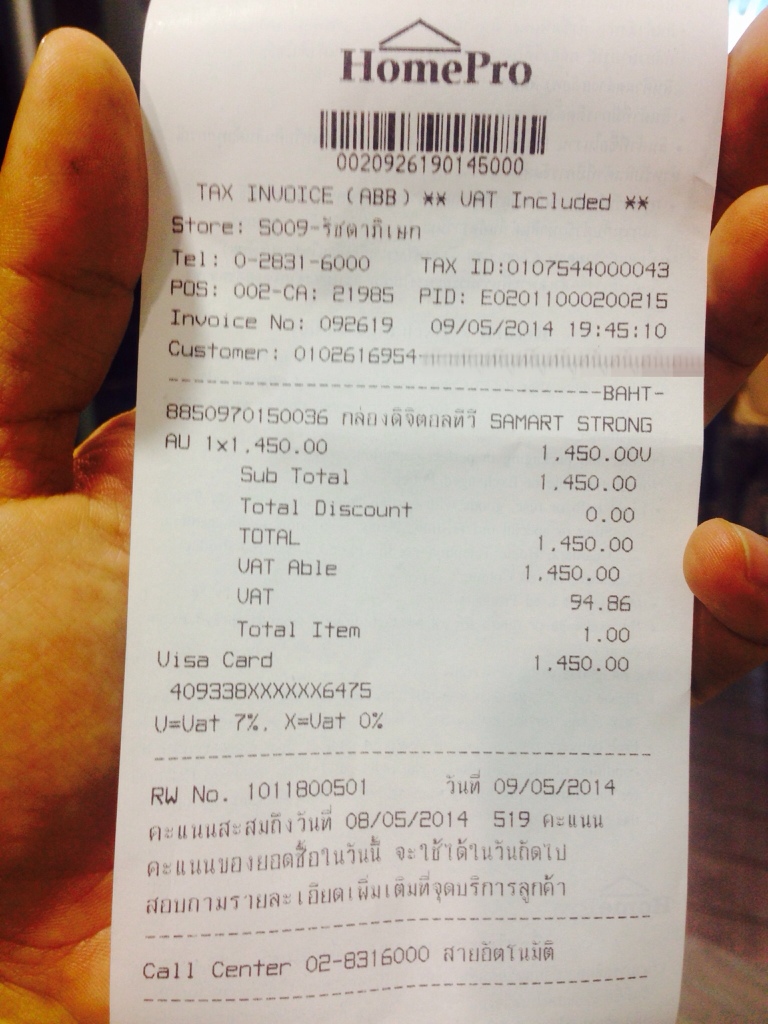 HomePro
0020926190145000
TAX INVOICE (ABB) ** VAT Included **
Store: S009-รัชดาภิเษก
Tel: 0-2831-6000 TAX ID:0107544000043
POS: 002-CA: 21985 PID: E02011000200215
Invoice No: 092619 09/05/2014 19:45:10
Customer: 0102616954
-BAHT-
8850970150036 กล่องดิจิตอลทีวี SAMART STRONG
AU 1x1,450.00 1,450.00V
Sub Total 1,450.00
Total Discount 0.00
TOTAL 1,450.00
VAT Able 1,450.00
VAT 94.86
Total Item 1.00
Visa Card 1,450.00
409338XXXXXX6475
V=Vat 7%, X=Vat 0%
RW No. 1011800501 วันที่ 09/05/2014
คะแนนสะสมถึงวันที่ 08/05/2014 519 คะแนน
คะแนนของยอดซื้อในวันนี้ จะใช้ได้ในวันถัดไป
สอบถามรายละเอียดเพิ่มเติมที่จุดบริการลูกค้า
Call Center 02-8316000 สายอัตโนมัติ